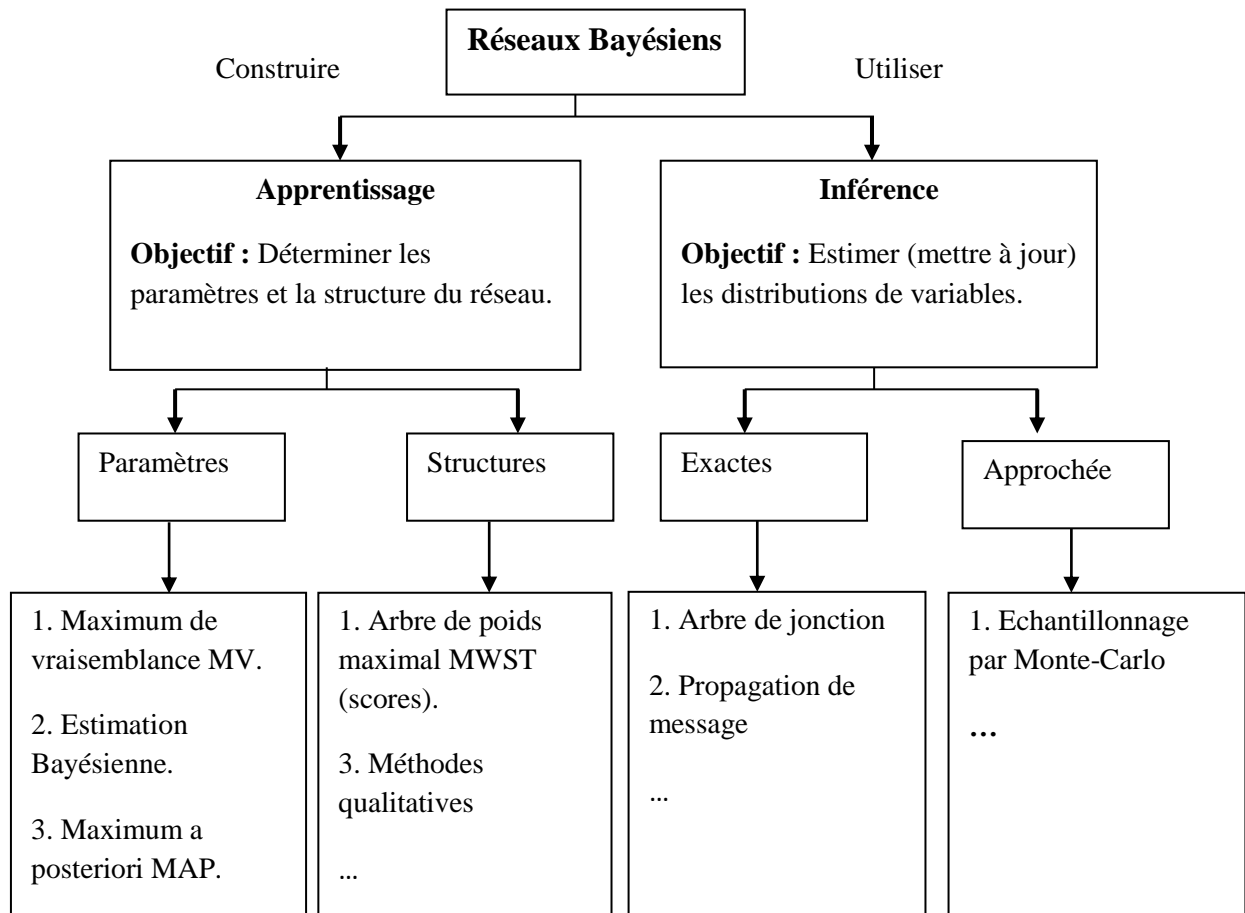 Réseaux Bayésiens
Construire
Utiliser
Apprentissage
Objectif : Déterminer les
paramètres et la structure du réseau.
Inférence
Objectif : Estimer (mettre à jour)
les distributions de variables.
Paramètres
Structures
Exactes
Approchée
1. Maximum de
vraisemblance MV.
2. Estimation
Bayésienne.
3. Maximum a
posteriori MAP.
1. Arbre de poids
maximal MWST
(scores).
3. Méthodes
qualitatives
...
1. Arbre de jonction
2. Propagation de
message
...
1. Echantillonnage
par Monte-Carlo
...